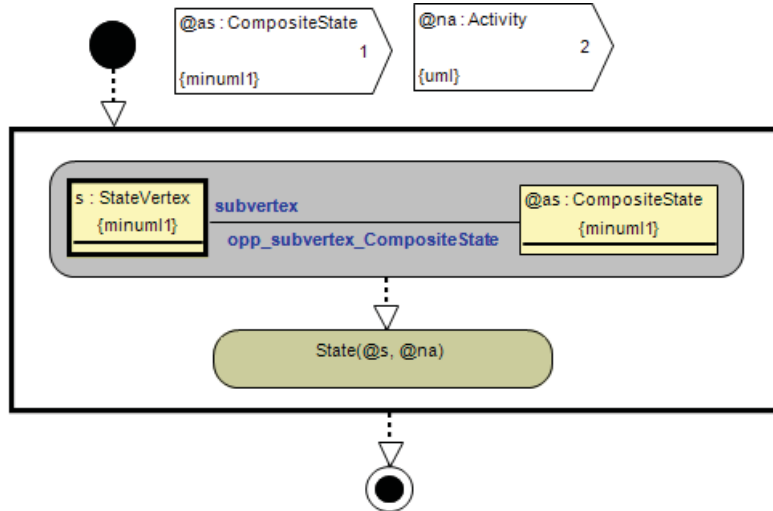 @as : CompositeState
1
{minuml1}
@na : Activity
2
{uml}
s : StateVertex
{minuml1}
subvertex
opp_subvertex_CompositeState
@as : CompositeState
{minuml1}
State(@s, @na)